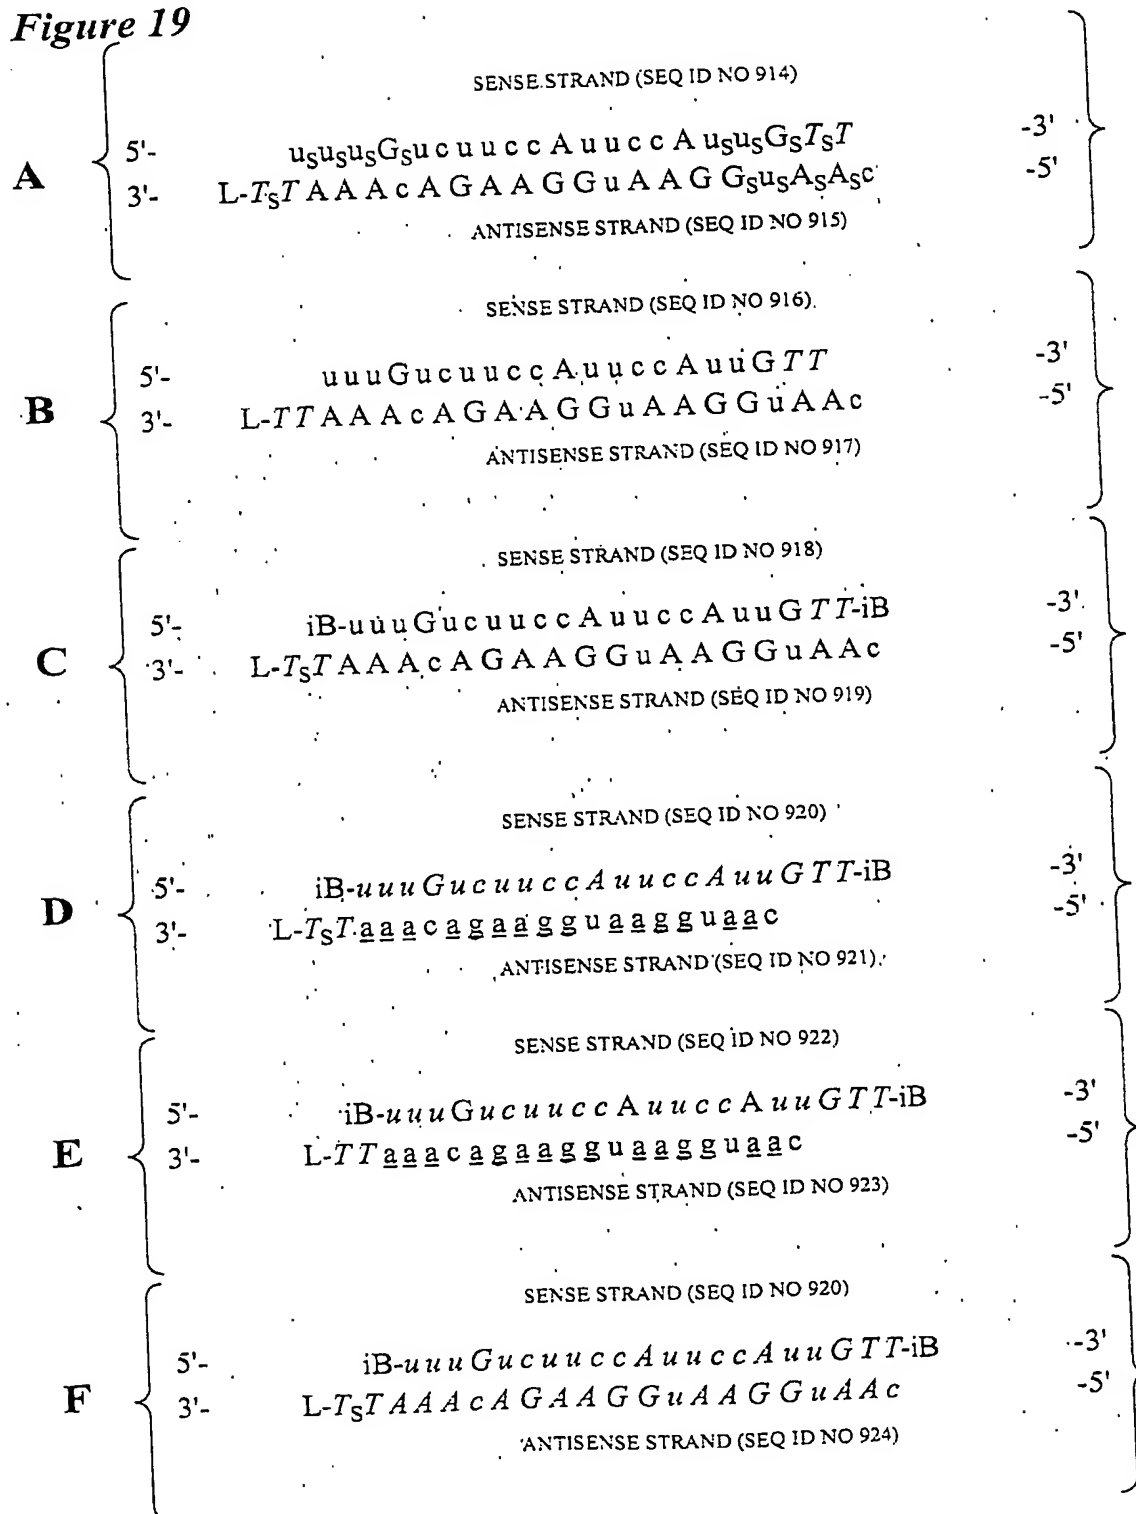 Figure 19
SENSE STRAND (SEQ ID NO 914)
A
5'- usususGsucuuccAuuccAususGsTsT -3'
3'- L-TsTAAAcAGAAGGuAAGGsusAsAsc -5'
ANTISENSE STRAND (SEQ ID NO 915)
SENSE STRAND (SEQ ID NO 916)
B
5'- uuuGucuuccAuuccAuuGTT -3'
3'- L-TTAAAcAGAAGGuAAGGuAAc -5'
ANTISENSE STRAND (SEQ ID NO 917)
SENSE STRAND (SEQ ID NO 918)
C
5'- iB-uuuGucuuccAuuccAuuGTT-iB -3'
3'- L-TsTAAAcAGAAGGuAAGGuAAc -5'
ANTISENSE STRAND (SEQ ID NO 919)
SENSE STRAND (SEQ ID NO 920)
D
5'- iB-uuuGucuuccAuuccAuuGTT-iB -3'
3'- L-TsTaaacagaagguaagguaac -5'
ANTISENSE STRAND (SEQ ID NO 921)
SENSE STRAND (SEQ ID NO 922)
E
5'- iB-uuuGucuuccAuuccAuuGTT-iB -3'
3'- L-TTaaacagaagguaagguaac -5'
ANTISENSE STRAND (SEQ ID NO 923)
SENSE STRAND (SEQ ID NO 920)
F
5'- iB-uuuGucuuccAuuccAuuGTT-iB -3'
3'- L-TsTAAAcAGAAGGuAAGGuAAc -5'
ANTISENSE STRAND (SEQ ID NO 924)